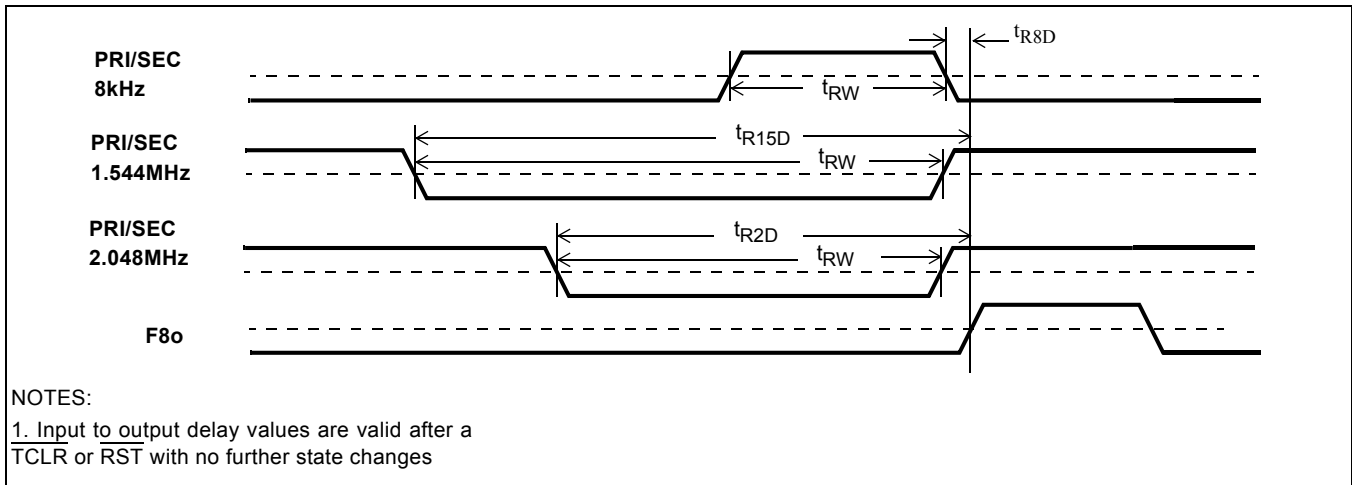 tR8D
PRI/SEC
8kHz
tRW
PRI/SEC
1.544MHz
tR15D
tRW
PRI/SEC
2.048MHz
tR2D
tRW
F8o
NOTES:
1. Input to output delay values are valid after a
TCLR or RST with no further state changes